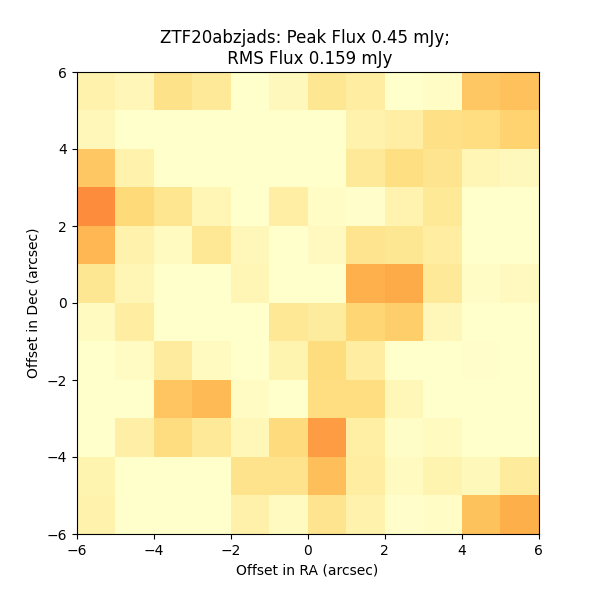 ZTF20abzjads: Peak Flux 0.45 mJy;
RMS Flux 0.159 mJy
6
4
2
0
−2
−4
−6
Offset in Dec (arcsec)
−6 −4 −2 0 2 4 6
Offset in RA (arcsec)